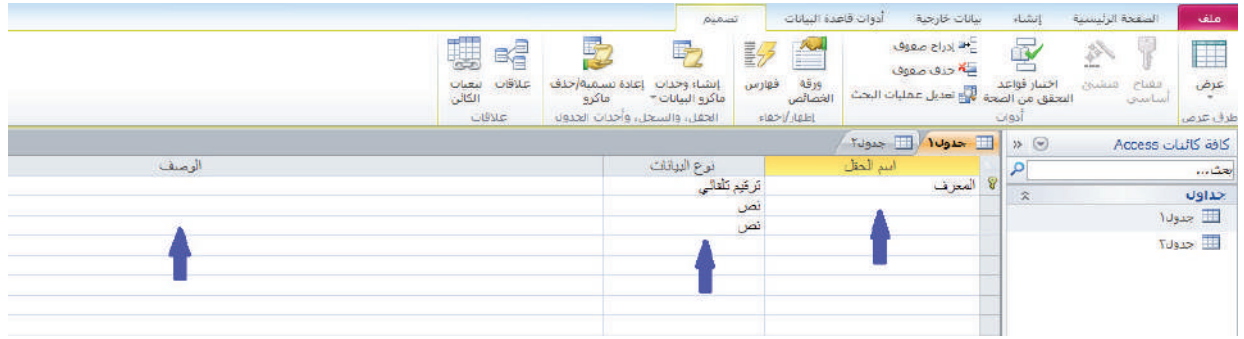 ملف الصفحة الرئيسية إنشاء بيانات خارجية أدوات قاعدة البيانات تصميم
عرض
مفتاح أساسي
منشئ
اختبار قواعد التحقق من الصحة
إدراج صفوف
حذف صفوف
تعديل عمليات البحث
ورقة الخصائص
فهارس
إنشاء وحدات ماكرو البيانات
إعادة تسمية/حذف ماكرو
علاقات
تبعيات الكائن
طرق عرض أدوات إظهار/إخفاء الحقل، والسجل، وأحداث الجدول علاقات
كافة كائنات Access
بحث...
جداول
جدول١
جدول٢
جدول١ جدول٢
اسم الحقل نوع البيانات الوصف
المعرف ترقيم تلقائي
نص
نص